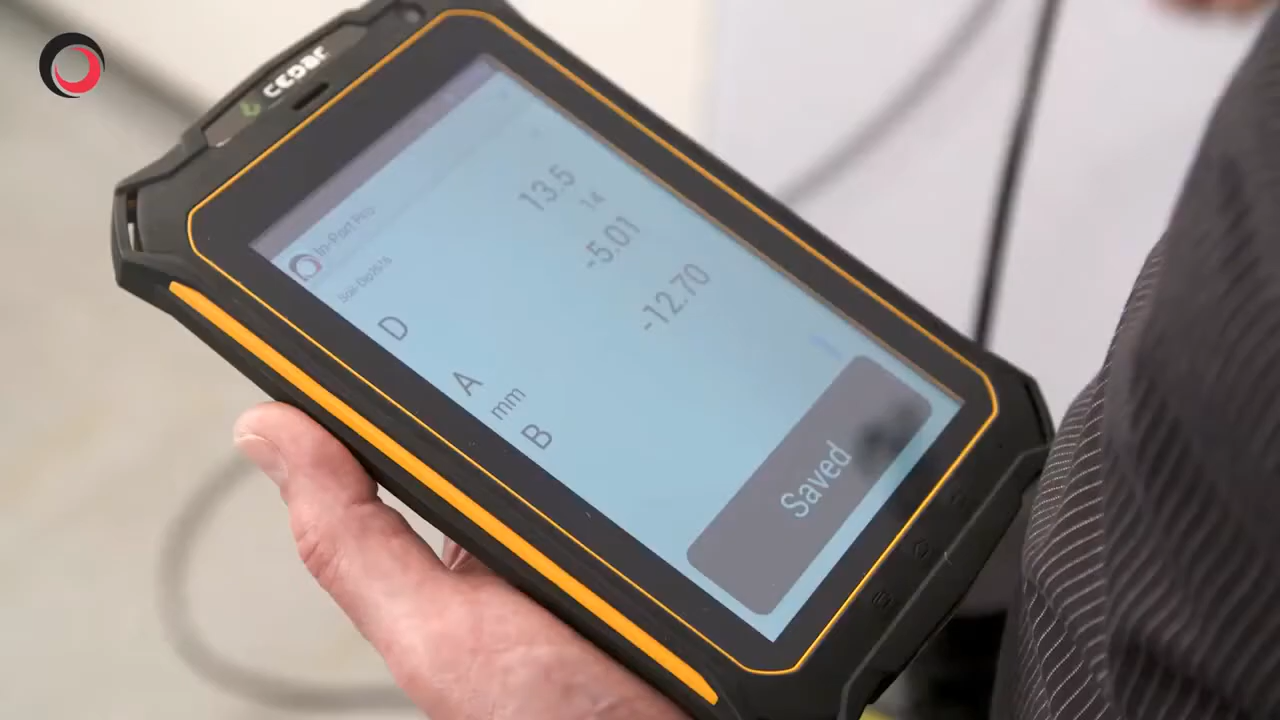 CEDAR
In-Port Pro
D 13.5
14
A -5.01
mm
B -12.70
Saved